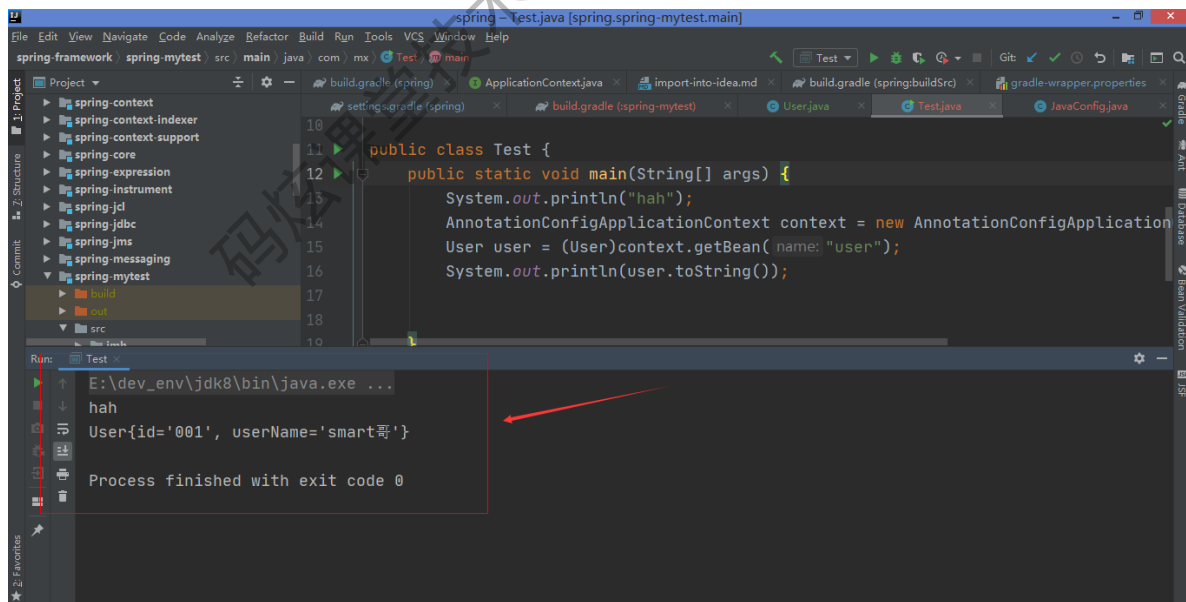 spring – Test.java [spring.spring-mytest.main]
File Edit View Navigate Code Analyze Refactor Build Run Tools VCS Window Help
spring-framework spring-mytest src main java com mx Test main
Test Git:
Project
build.gradle (spring) ApplicationContext.java import-into-idea.md build.gradle (spring:buildSrc) gradle-wrapper.properties
settings.gradle (spring) build.gradle (:spring-mytest) User.java Test.java JavaConfig.java
1: Project
Z: Structure
Commit
2: Favorites
spring-context
spring-context-indexer
spring-context-support
spring-core
spring-expression
spring-instrument
spring-jcl
spring-jdbc
spring-jms
spring-messaging
spring-mytest
build
out
src
jmh
10
11 public class Test {
12 public static void main(String[] args) {
13 System.out.println("hah");
14 AnnotationConfigApplicationContext context = new AnnotationConfigApplication
15 User user = (User)context.getBean( name: "user");
16 System.out.println(user.toString());
17
18
19 }
Gradle
Ant
Database
Bean Validation
JSF
Run: Test
E:\dev_env\jdk8\bin\java.exe ...
hah
User{id='001', userName='smart哥'}
Process finished with exit code 0
码炫课堂技术